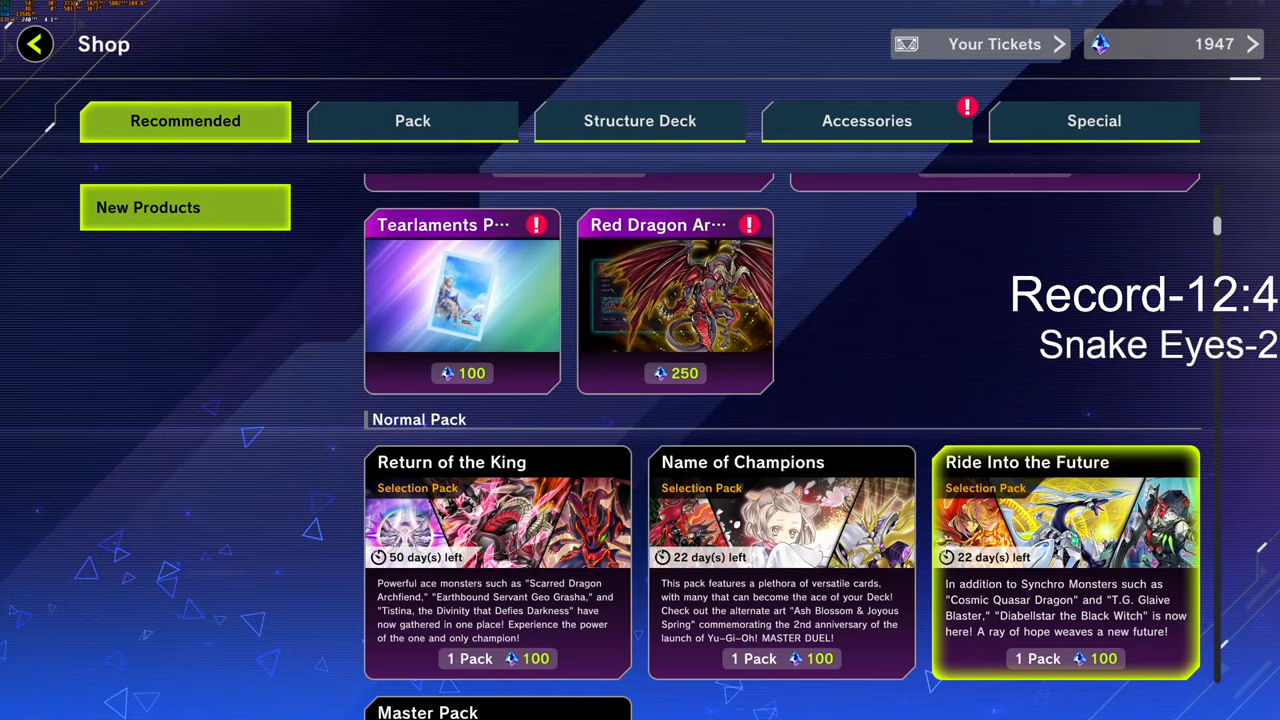 Shop
Your Tickets
1947
Recommended
Pack
Structure Deck
Accessories
!
Special
New Products
Tearlaments P...
!
Red Dragon Ar...
!
100
250
Record-12:4
Snake Eyes-2
Normal Pack
Return of the King
Selection Pack
50 day(s) left
Powerful ace monsters such as "Scarred Dragon
Archfiend," "Earthbound Servant Geo Grasha," and
"Tistina, the Divinity that Defies Darkness" have
now gathered in one place! Experience the power
of the one and only champion!
1 Pack 100
Name of Champions
Selection Pack
22 day(s) left
This pack features a plethora of versatile cards,
with many that can become the ace of your Deck!
Check out the alternate art "Ash Blossom & Joyous
Spring" commemorating the 2nd anniversary of the
launch of Yu-Gi-Oh! MASTER DUEL!
1 Pack 100
Ride Into the Future
Selection Pack
22 day(s) left
In addition to Synchro Monsters such as
"Cosmic Quasar Dragon" and "T.G. Glaive
Blaster," "Diabellstar the Black Witch" is now
here! A ray of hope weaves a new future!
1 Pack 100
Master Pack